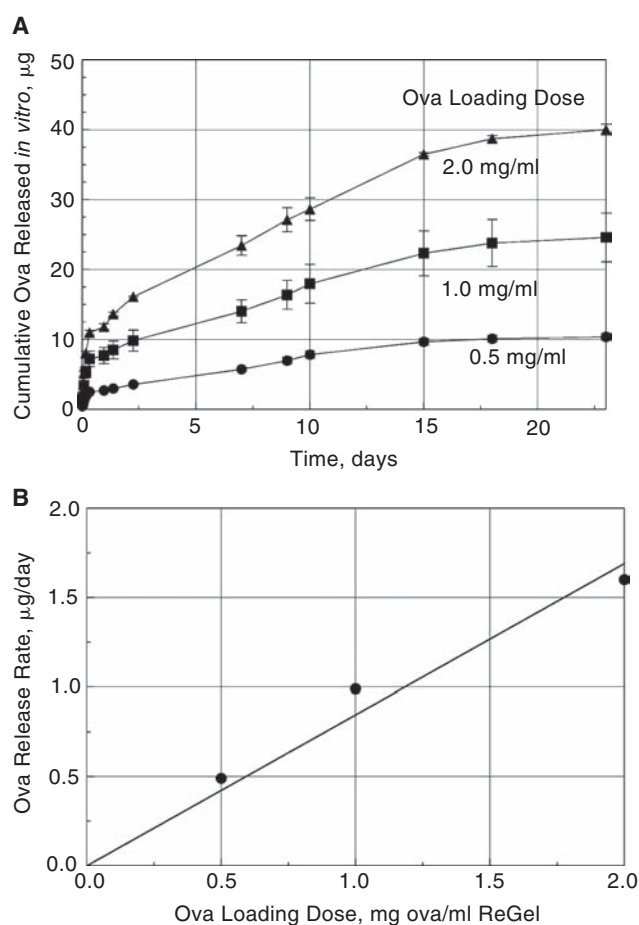 A
50
40
30
20
10
0
Cumulative Ova Released in vitro, μg
Ova Loading Dose
2.0 mg/ml
1.0 mg/ml
0.5 mg/ml
0 5 10 15 20
Time, days
B
2.0
1.5
1.0
0.5
0.0
Ova Release Rate, μg/day
0.0 0.5 1.0 1.5 2.0
Ova Loading Dose, mg ova/ml ReGel